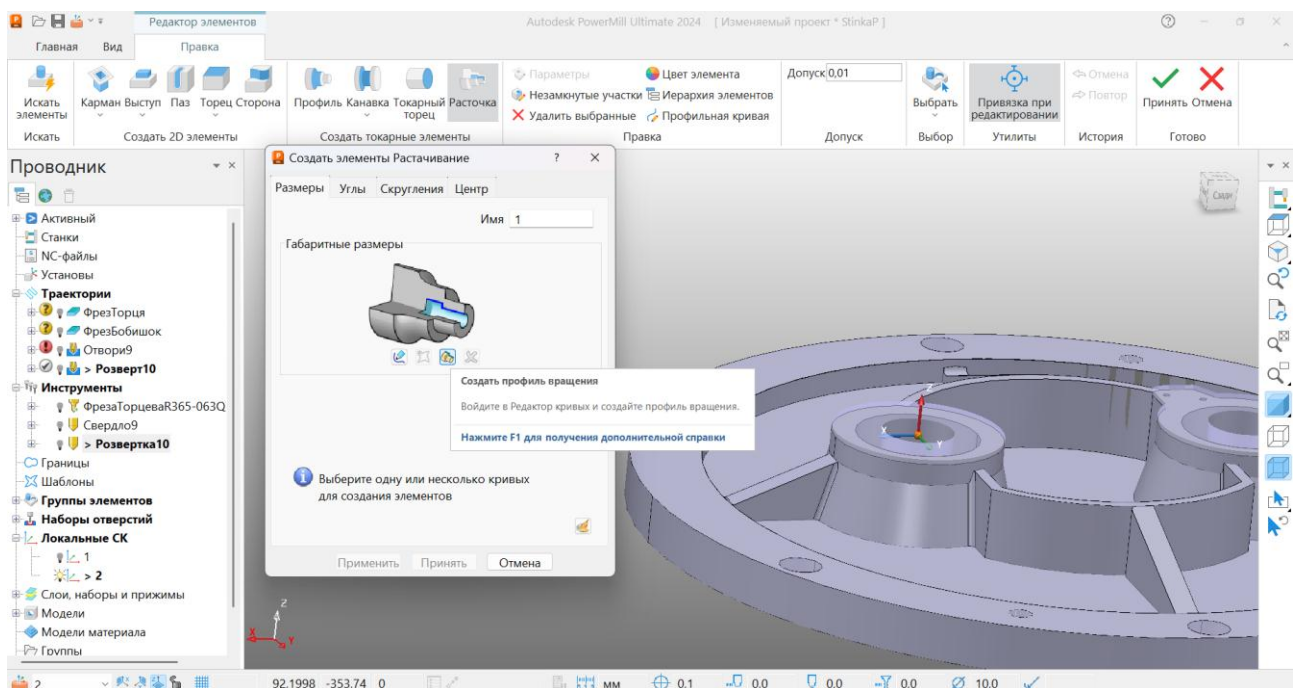 Редактор элементов
Autodesk PowerMill Ultimate 2024 [ Изменяемый проект * StinkaP ]
Главная Вид Правка
Искать элементы
Карман Выступ Паз Торец Сторона
Профиль Канавка Токарный торец Расточка
Параметры
Незамкнутые участки
Удалить выбранные
Цвет элемента
Иерархия элементов
Профильная кривая
Допуск 0,01
Выбрать
Привязка при редактировании
Отмена
Повтор
Принять Отмена
Искать Создать 2D элементы Создать токарные элементы Правка Допуск Выбор Утилиты История Готово
Проводник
Активный
Станки
NC-файлы
Установы
Траектории
ФрезТорця
ФрезБобишок
Отвори9
> Розверт10
Инструменты
ФрезаТорцеваR365-063Q
Свердло9
> Розвертка10
Границы
Шаблоны
Группы элементов
Наборы отверстий
Локальные СК
1
> 2
Слои, наборы и прижимы
Модели
Модели материала
Группы
Создать элементы Растачивание ? ×
Размеры Углы Скругления Центр
Имя 1
Габаритные размеры
Создать профиль вращения
Войдите в Редактор кривых и создайте профиль вращения.
Нажмите F1 для получения дополнительной справки
Выберите одну или несколько кривых
для создания элементов
Применить Принять Отмена
Z
X
Y
Z
X
Y
2 92.1998 -353.74 0 мм 0.1 0.0 0.0 0.0 10.0